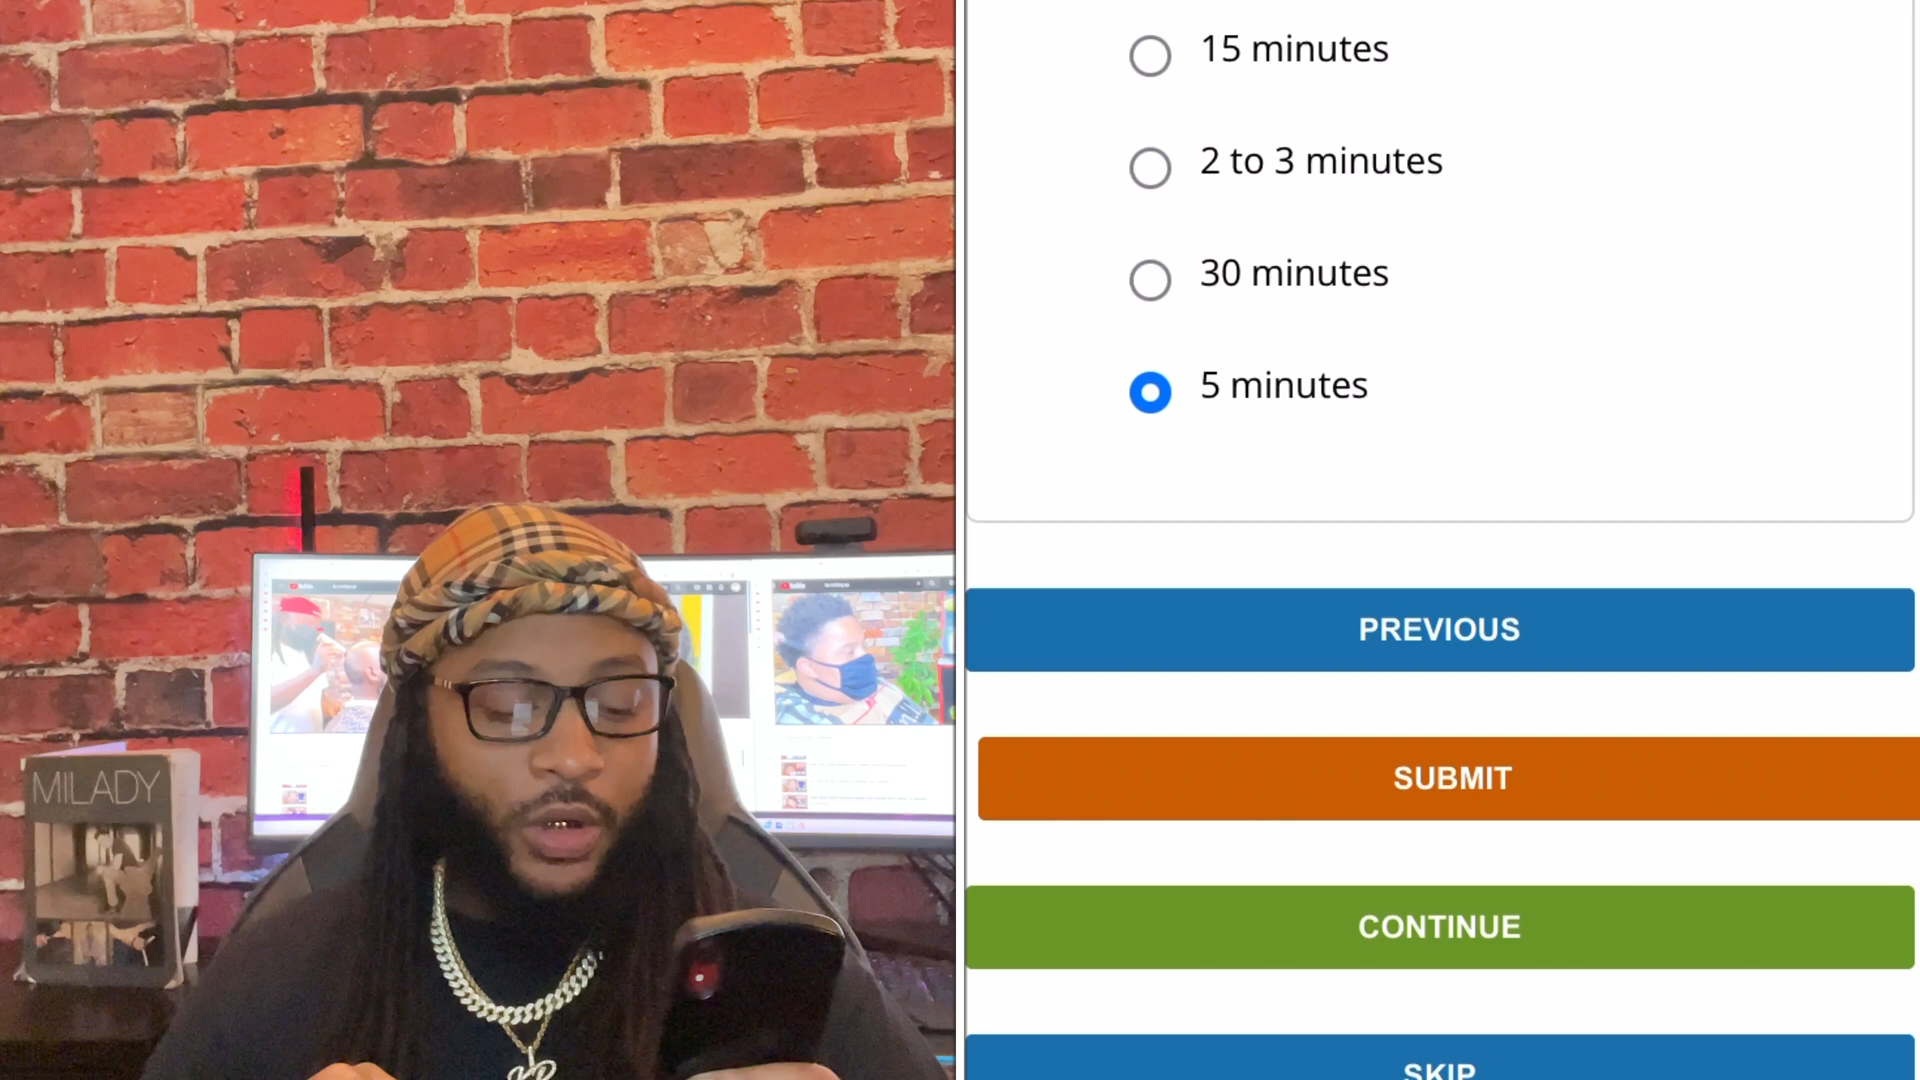 15 minutes
2 to 3 minutes
30 minutes
5 minutes
PREVIOUS
SUBMIT
CONTINUE
SKIP
MILADY